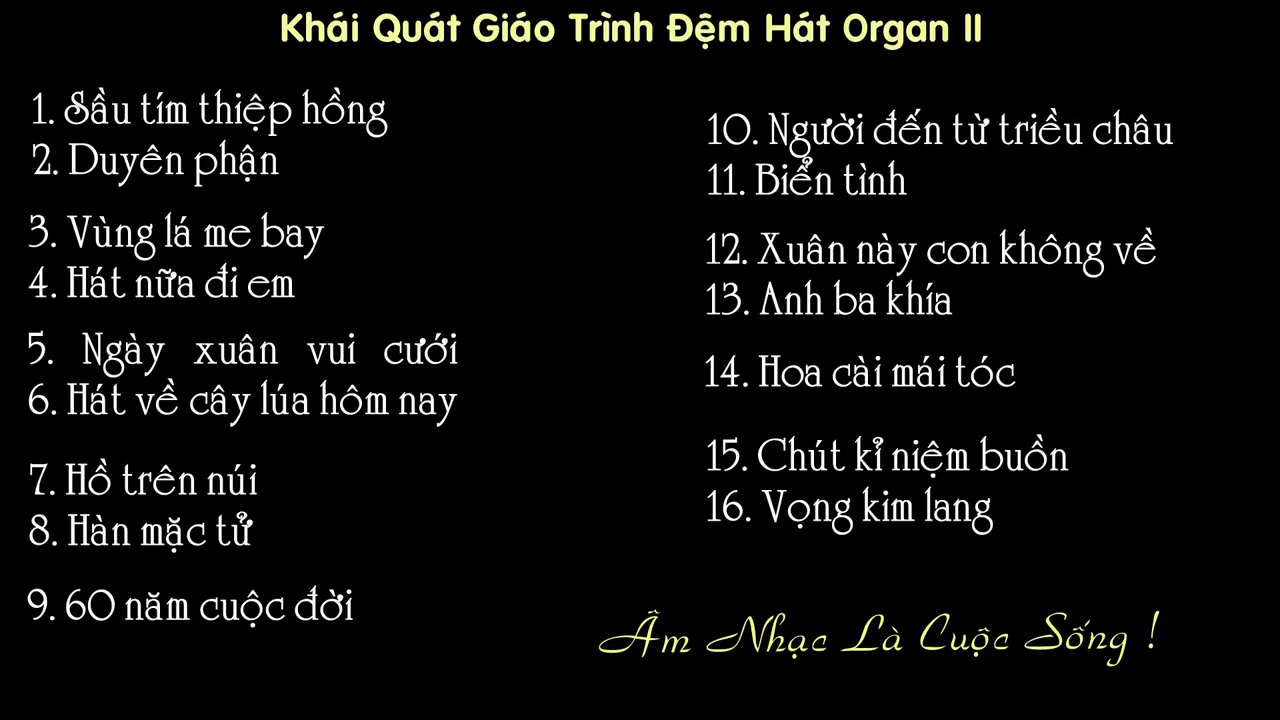 Khái Quát Giáo Trình Đệm Hát 0rgan II
1. Sầu tím thiệp hồng
2. Duyên phận
3. Vùng lá me bay
4. Hát nữa đi em
5. Ngày xuân vui cưới
6. Hát về cây lúa hôm nay
7. Hồ trên núi
8. Hàn mặc tử
9. 60 năm cuộc đời
10. Người đến từ triều châu
11. Biển tình
12. Xuân này con không về
13. Anh ba khía
14. Hoa cài mái tóc
15. Chút kỉ niệm buồn
16. Vọng kim lang
Âm Nhạc Là Cuộc Sống !